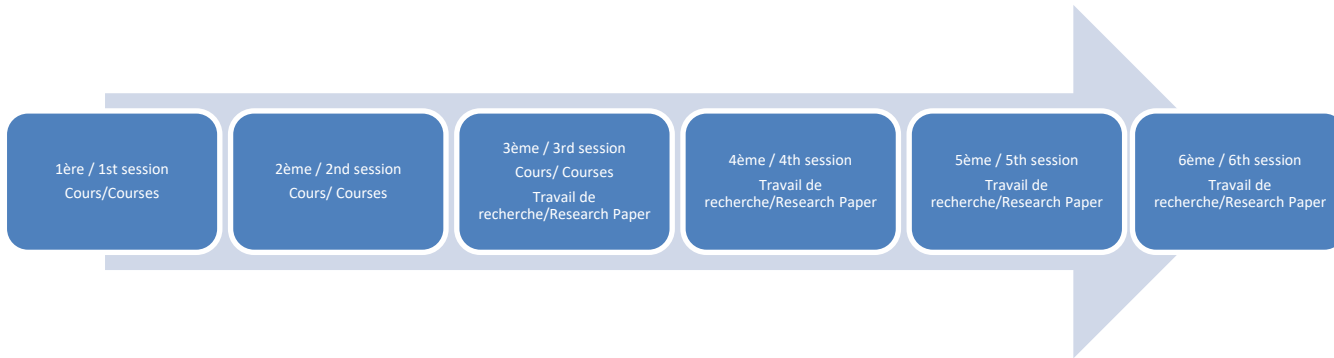 1ère / 1st session
Cours/Courses
2ème / 2nd session
Cours/ Courses
3ème / 3rd session
Cours/ Courses
Travail de
recherche/Research Paper
4ème / 4th session
Travail de
recherche/Research Paper
5ème / 5th session
Travail de
recherche/Research Paper
6ème / 6th session
Travail de
recherche/Research Paper